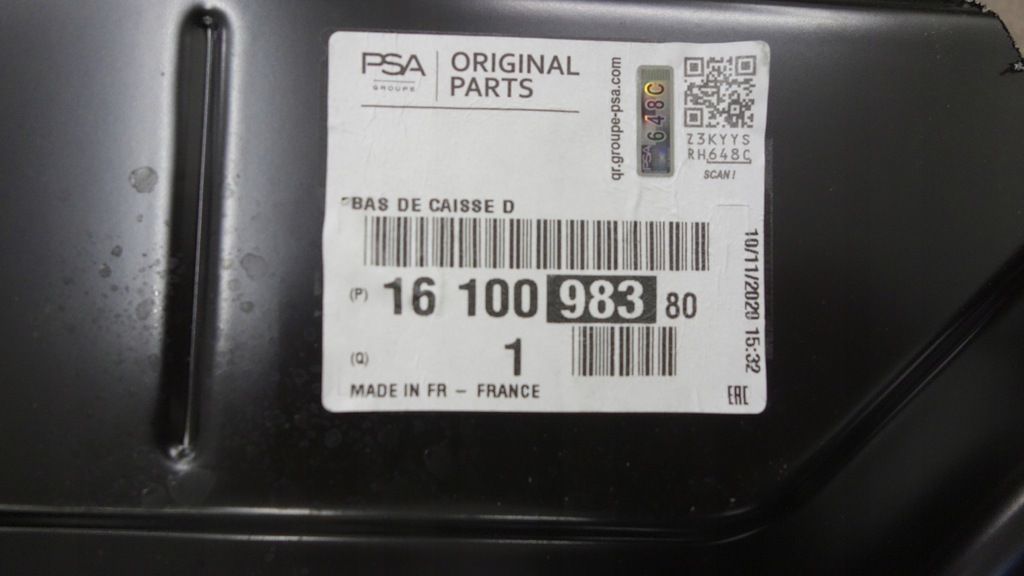 PSA
GROUPE
ORIGINAL
PARTS
qr.groupe-psa.com
PSA 648C
Z3KYYS
RH648C
SCAN!
BAS DE CAISSE D
(P) 16 100 983 80
(Q) 1
MADE IN FR – FRANCE
10/11/2020 15:32
EAC